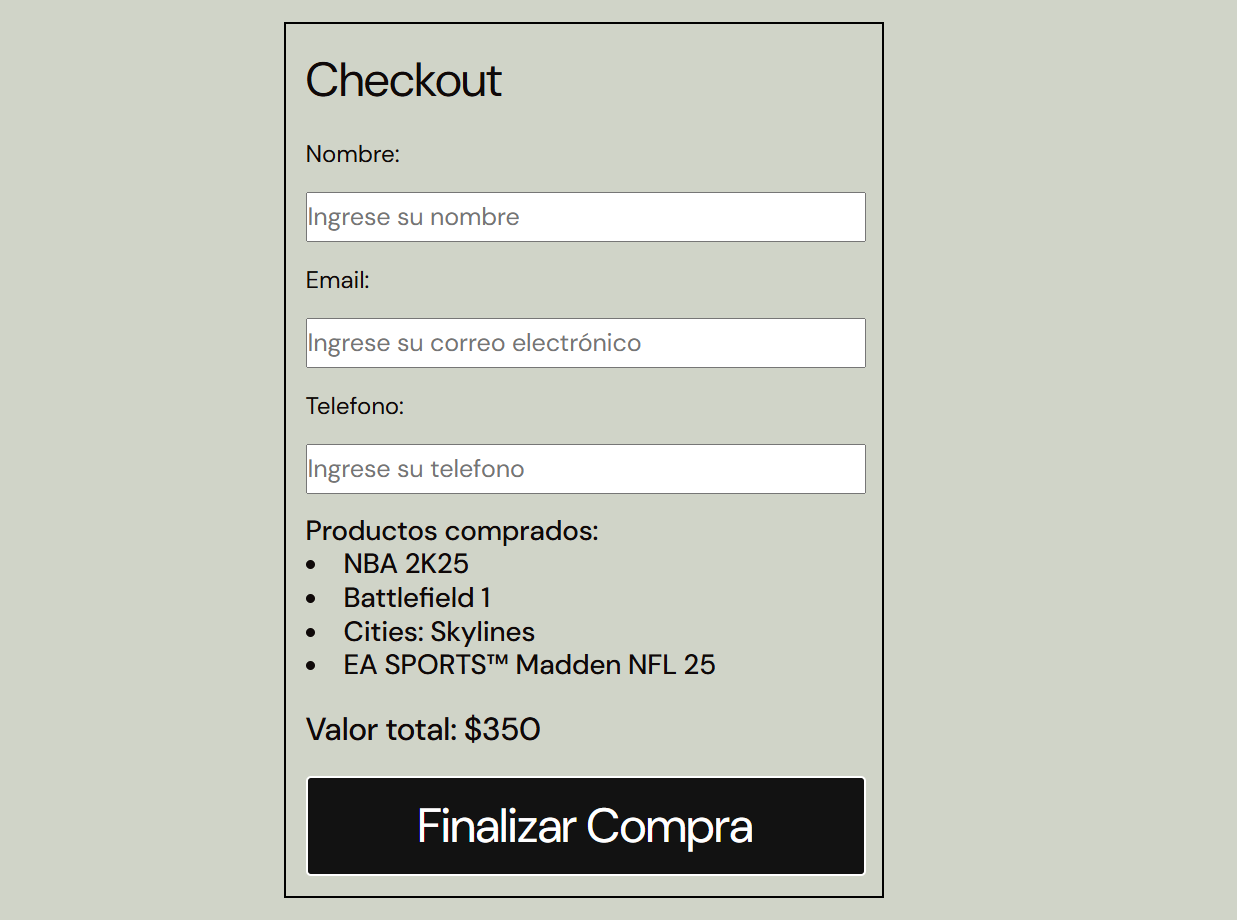 Checkout
Nombre:
Ingrese su nombre
Email:
Ingrese su correo electrónico
Telefono:
Ingrese su telefono
Productos comprados:
• NBA 2K25
• Battlefield 1
• Cities: Skylines
• EA SPORTS™ Madden NFL 25
Valor total: $350
Finalizar Compra